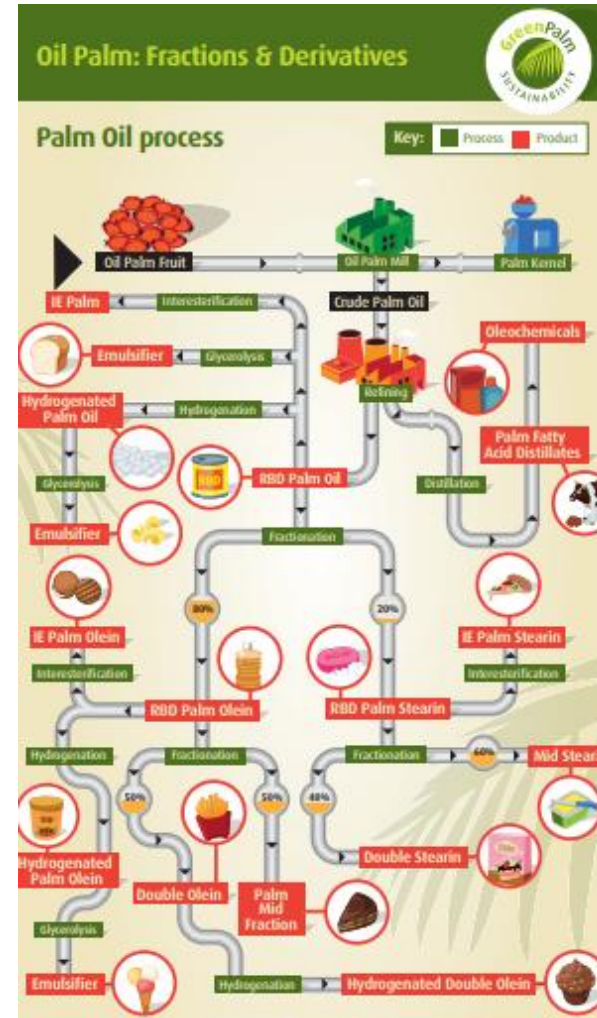 Oil Palm: Fractions & Derivatives
GreenPalm
SUSTAINABILITY
Palm Oil process
Key: Process Product
Oil Palm Fruit
Oil Palm Mill
Palm Kernel
IE Palm
Interesterification
Crude Palm Oil
Oleochemicals
Emulsifier
Glycerolysis
Refining
Hydrogenated
Palm Oil
Hydrogenation
Palm Fatty
Acid Distillates
RBD
RBD Palm Oil
Glycerolysis
Distillation
Emulsifier
Fractionation
80%
20%
IE Palm Olein
IE Palm Stearin
Interesterification
Interesterification
RBD Palm Olein
RBD Palm Stearin
Hydrogenation
Fractionation
Fractionation
60%
Mid Stear
50%
50%
40%
Hydrogenated
Palm Olein
Double Stearin
Double Olein
Palm
Mid
Fraction
Glycerolysis
Emulsifier
Hydrogenation
Hydrogenated Double Olein